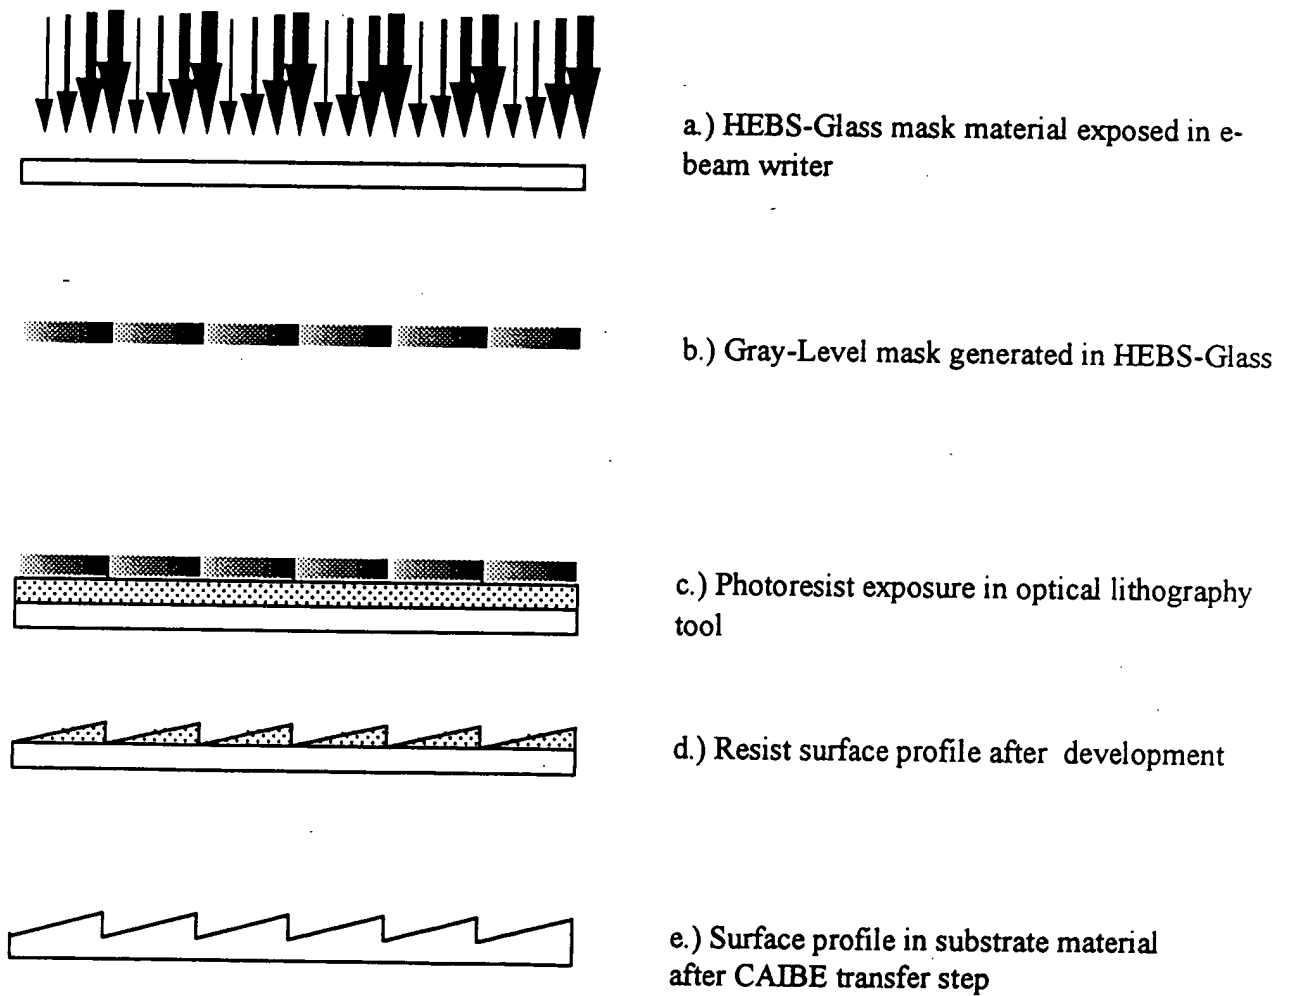 a.) HEBS-Glass mask material exposed in e-
beam writer
b.) Gray-Level mask generated in HEBS-Glass
c.) Photoresist exposure in optical lithography
tool
d.) Resist surface profile after development
e.) Surface profile in substrate material
after CAIBE transfer step